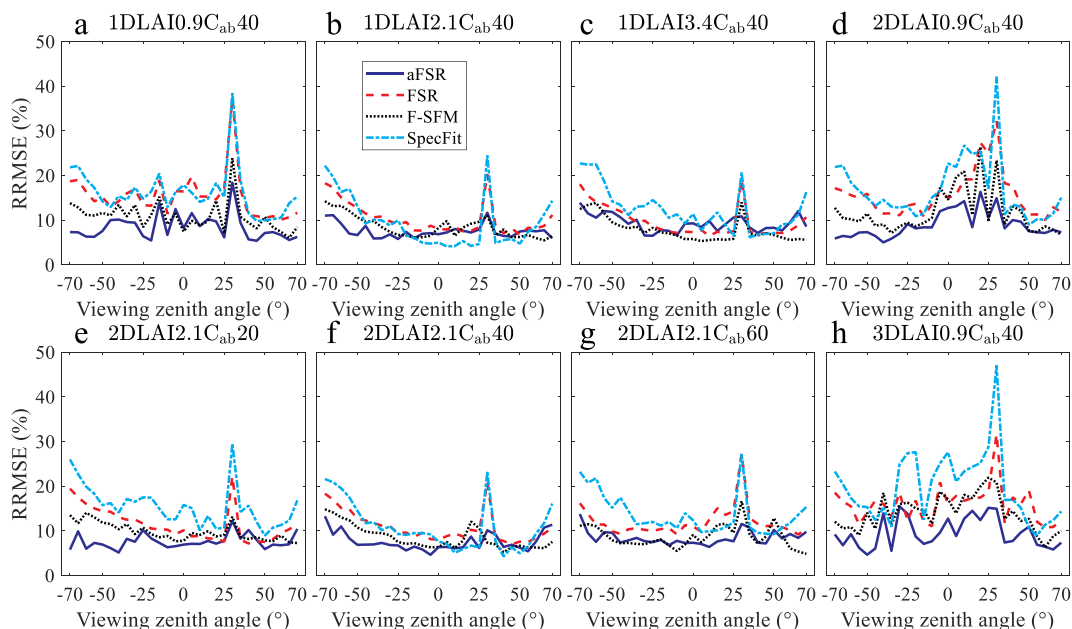 a 1DLAI0.9Cab40
b 1DLAI2.1Cab40
c 1DLAI3.4Cab40
d 2DLAI0.9Cab40
RRMSE (%)
50
40
30
20
10
0
aFSR
FSR
F-SFM
SpecFit
-70 -50 -25 0 25 50 70
-70 -50 -25 0 25 50 70
-70 -50 -25 0 25 50 70
-70 -50 -25 0 25 50 70
Viewing zenith angle (°)
Viewing zenith angle (°)
Viewing zenith angle (°)
Viewing zenith angle (°)
e 2DLAI2.1Cab20
f 2DLAI2.1Cab40
g 2DLAI2.1Cab60
h 3DLAI0.9Cab40
RRMSE (%)
50
40
30
20
10
0
-70 -50 -25 0 25 50 70
-70 -50 -25 0 25 50 70
-70 -50 -25 0 25 50 70
-70 -50 -25 0 25 50 70
Viewing zenith angle (°)
Viewing zenith angle (°)
Viewing zenith angle (°)
Viewing zenith angle (°)